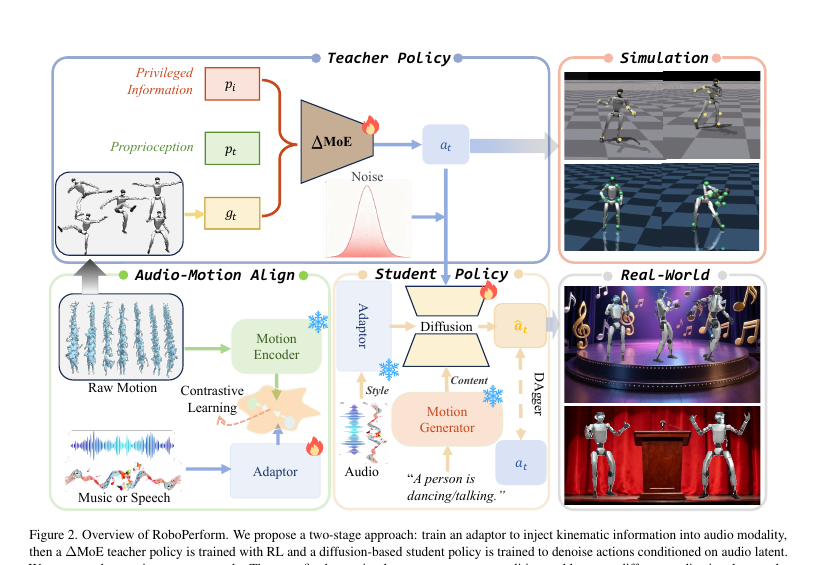 Teacher Policy
Simulation
Privileged
Information
p_i
Proprioception
p_t
g_t
ΔMoE
a_t
Noise
Audio-Motion Align
Student Policy
Real-World
Raw Motion
Motion
Encoder
Contrastive
Learning
Music or Speech
Adaptor
Adaptor
Style
Audio
Diffusion
Content
Motion
Generator
"A person is
dancing/talking."
â_t
DAgger
a_t
Figure 2. Overview of RoboPerform. We propose a two-stage approach: train an adaptor to inject kinematic information into audio modality,
then a ΔMoE teacher policy is trained with RL and a diffusion-based student policy is trained to denoise actions conditioned on audio latent.